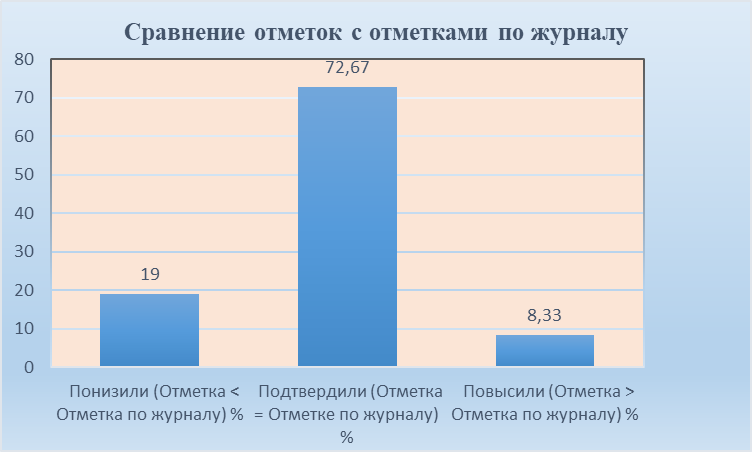 Сравнение отметок с отметками по журналу
80
70
60
50
40
30
20
10
0
19
72,67
8,33
Понизили (Отметка <
Отметка по журналу) %
Подтвердили (Отметка
= Отметке по журналу)
%
Повысили (Отметка >
Отметка по журналу) %